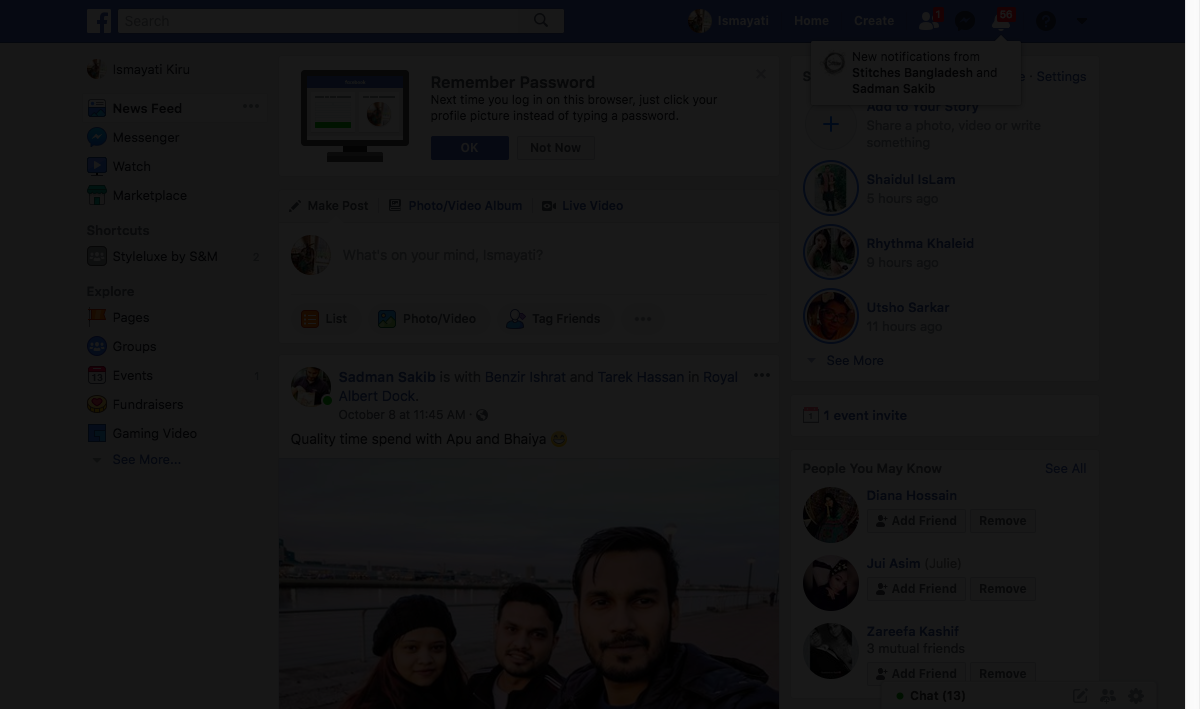 Search
Ismayati
Home
Create
1
56
Ismayati Kiru
News Feed
Messenger
Watch
Marketplace
Shortcuts
Styleluxe by S&M
2
Explore
Pages
Groups
Events
1
Fundraisers
Gaming Video
See More...
Remember Password
Next time you log in on this browser, just click your
profile picture instead of typing a password.
OK
Not Now
Make Post
Photo/Video Album
Live Video
What's on your mind, Ismayati?
List
Photo/Video
Tag Friends
Sadman Sakib is with Benzir Ishrat and Tarek Hassan in Royal
Albert Dock.
October 8 at 11:45 AM ·
Quality time spend with Apu and Bhaiya
New notifications from
Stitches Bangladesh and
Sadman Sakib
· Settings
Add to Your Story
Share a photo, video or write
something
Shaidul IsLam
5 hours ago
Rhythma Khaleid
9 hours ago
Utsho Sarkar
11 hours ago
See More
1 event invite
People You May Know
See All
Diana Hossain
Add Friend
Remove
Jui Asim (Julie)
Add Friend
Remove
Zareefa Kashif
3 mutual friends
Add Friend
Remove
Chat (13)